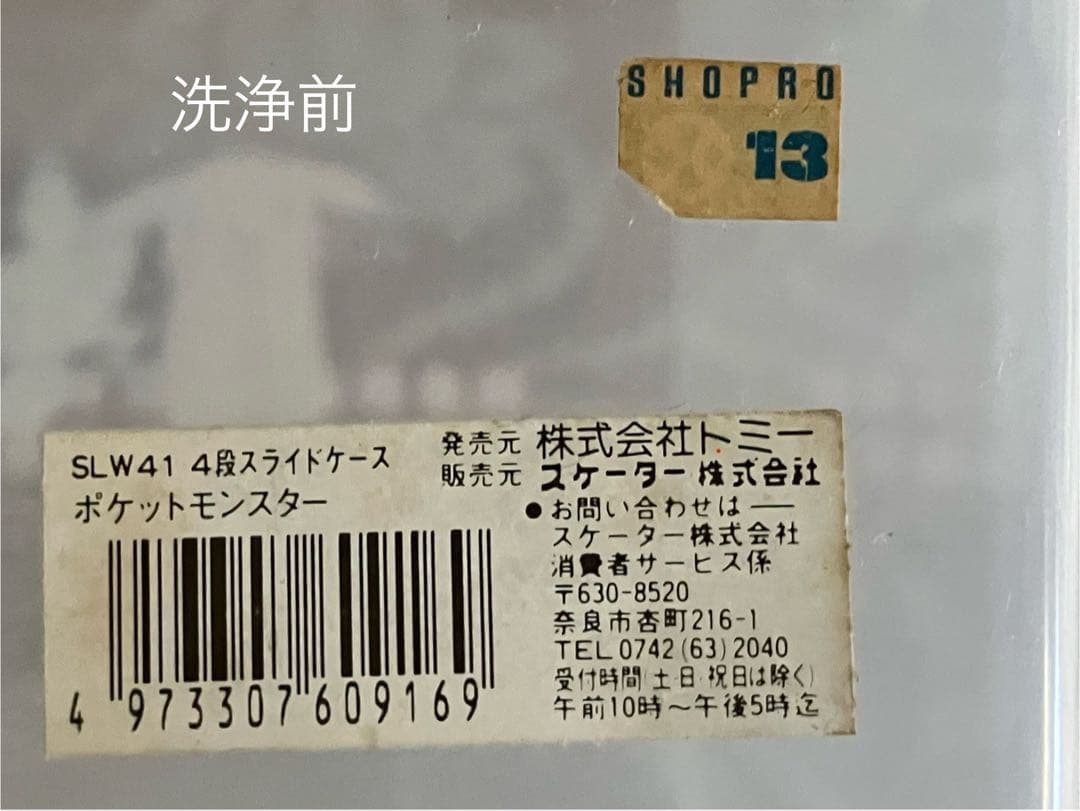 洗浄前
SHOPRO
13
SLW41 4段スライドケース
ポケットモンスター
4 973307 609169
発売元 株式会社トミー
販売元 スケーター株式会社
●お問い合わせは──
スケーター株式会社
消費者サービス係
〒630-8520
奈良市杏町216-1
TEL0742(63)2040
受付時間(土・日・祝日は除く)
午前10時〜午後5時迄